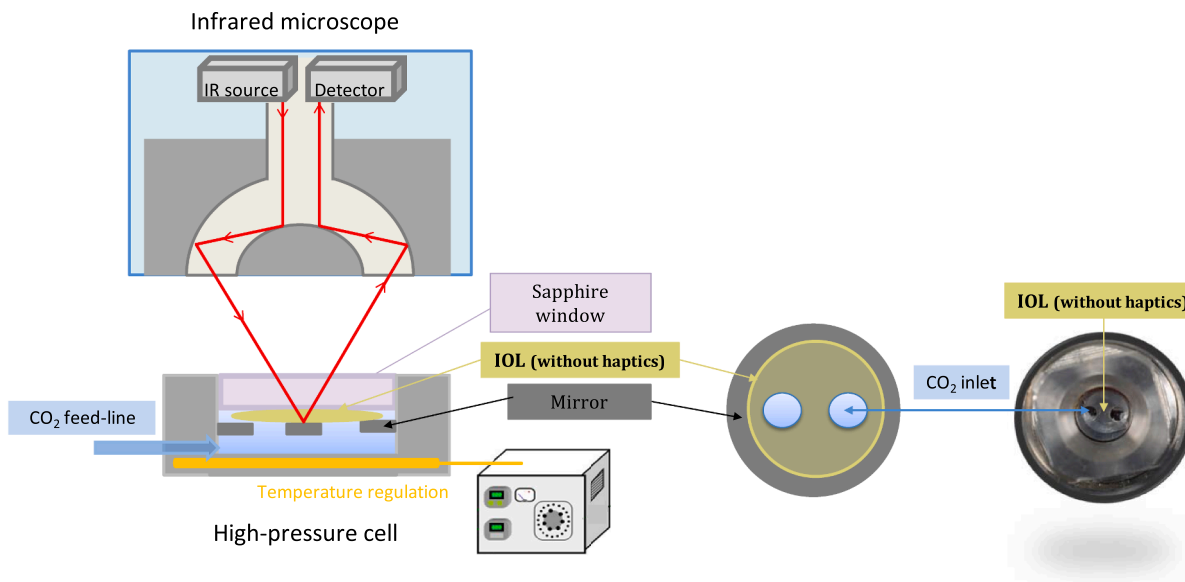 Infrared microscope
IR source
Detector
Sapphire
window
IOL (without haptics)
IOL (without haptics)
Mirror
CO₂ feed-line
CO₂ inlet
Temperature regulation
High-pressure cell